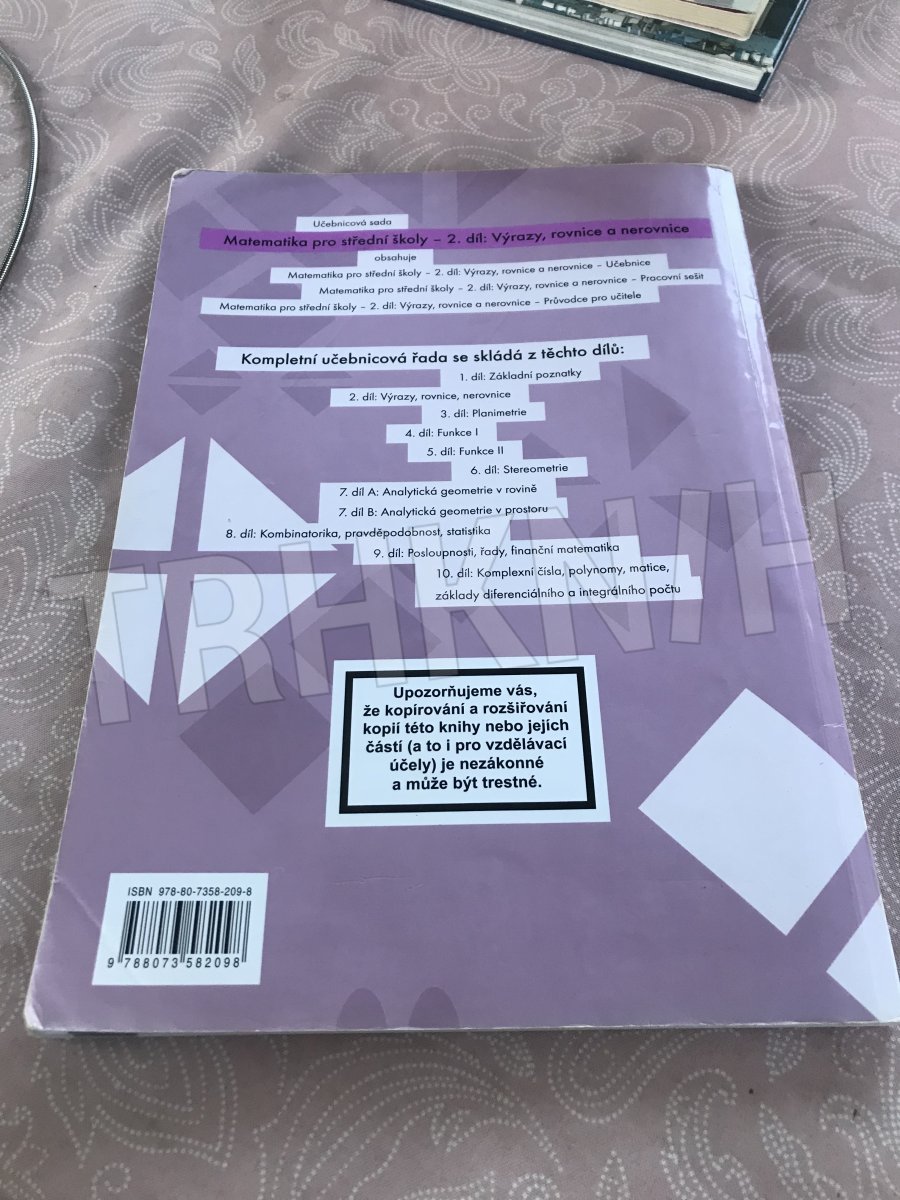 Učebnicová sada
Matematika pro střední školy – 2. díl: Výrazy, rovnice a nerovnice
obsahuje
Matematika pro střední školy – 2. díl: Výrazy, rovnice a nerovnice – Učebnice
Matematika pro střední školy – 2. díl: Výrazy, rovnice a nerovnice – Pracovní sešit
Matematika pro střední školy – 2. díl: Výrazy, rovnice a nerovnice – Průvodce pro učitele
Kompletní učebnicová řada se skládá z těchto dílů:
1. díl: Základní poznatky
2. díl: Výrazy, rovnice, nerovnice
3. díl: Planimetrie
4. díl: Funkce I
5. díl: Funkce II
6. díl: Stereometrie
7. díl A: Analytická geometrie v rovině
7. díl B: Analytická geometrie v prostoru
8. díl: Kombinatorika, pravděpodobnost, statistika
9. díl: Posloupnosti, řady, finanční matematika
10. díl: Komplexní čísla, polynomy, matice,
základy diferenciálního a integrálního počtu
TRHKNIH
Upozorňujeme vás,
že kopírování a rozšiřování
kopií této knihy nebo jejích
částí (a to i pro vzdělávací
účely) je nezákonné
a může být trestné.
ISBN 978-80-7358-209-8
9 788073 582098